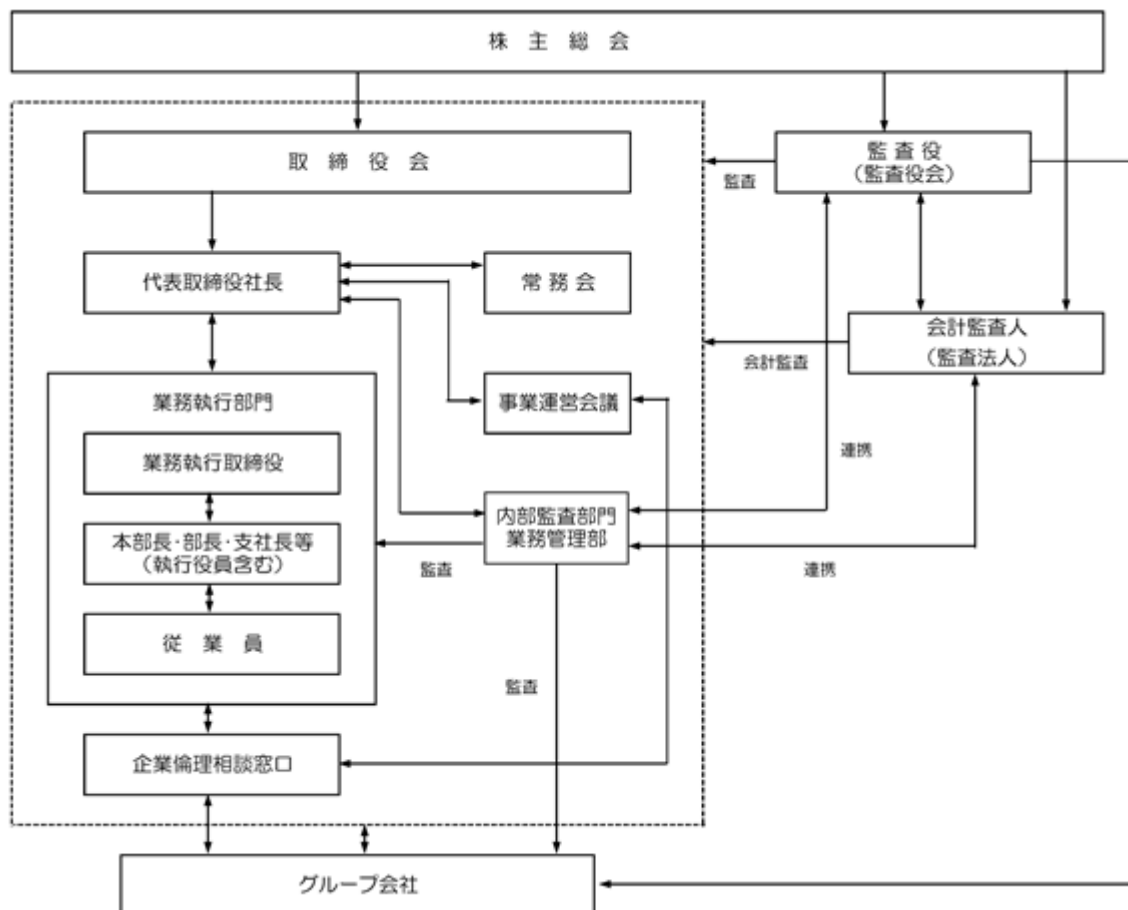 株主総会
取締役会
監査役
(監査役会)
監査
代表取締役社長
常務会
会計監査人
(監査法人)
会計監査
業務執行部門
事業運営会議
業務執行取締役
連携
内部監査部門
業務管理部
本部長・部長・支社長等
(執行役員含む)
監査
連携
従業員
監査
企業倫理相談窓口
グループ会社